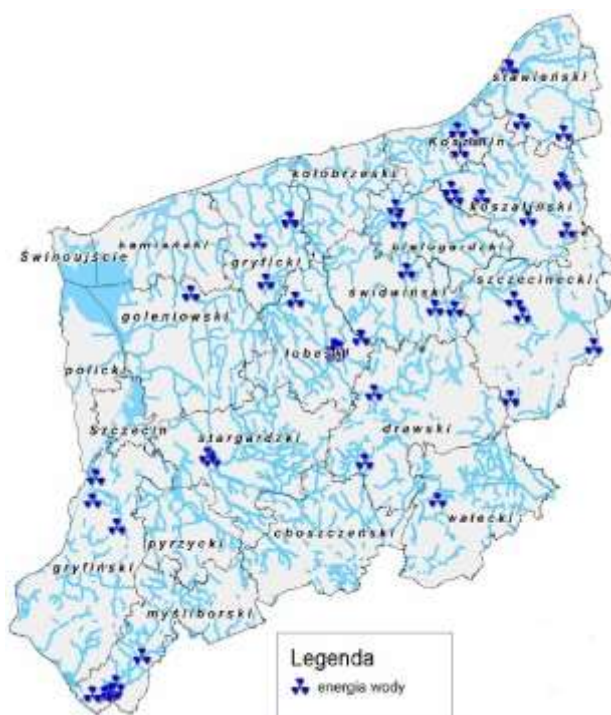 sławieński
Koszalin
kołobrzeski
koszaliński
kamieński
białogardzki
Świnoujście
gryficki
świdwiński
szczecinecki
goleniowski
łobeski
policki
Szczecin
stargardzki
drawski
wałecki
choszczeński
pyrzycki
gryfiński
myśliborski
Legenda
energia wody